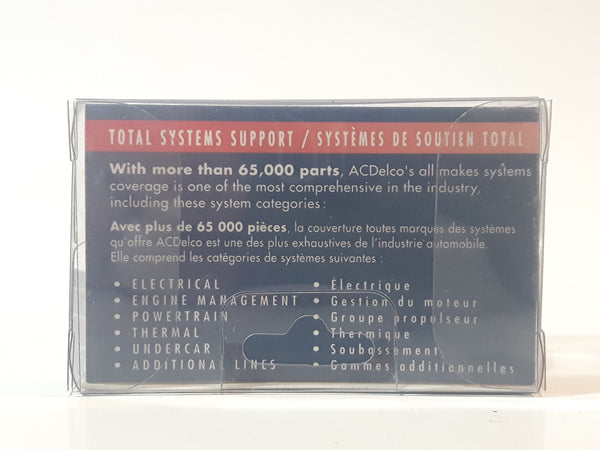 TOTAL SYSTEMS SUPPORT / SYSTÈMES DE SOUTIEN TOTAL
With more than 65,000 parts, ACDelco's all makes systems
coverage is one of the most comprehensive in the industry,
including these system categories :
Avec plus de 65 000 pièces, la couverture toutes marques des systèmes
qu'offre ACDelco est une des plus exhaustives de l'industrie automobile.
Elle comprend les catégories de systèmes suivantes :
• ELECTRICAL
• ENGINE MANAGEMENT
• POWERTRAIN
• THERMAL
• UNDERCAR
• ADDITIONAL LINES
• Électrique
• Gestion du moteur
• Groupe propulseur
• Thermique
• Soubassement
• Gammes additionnelles